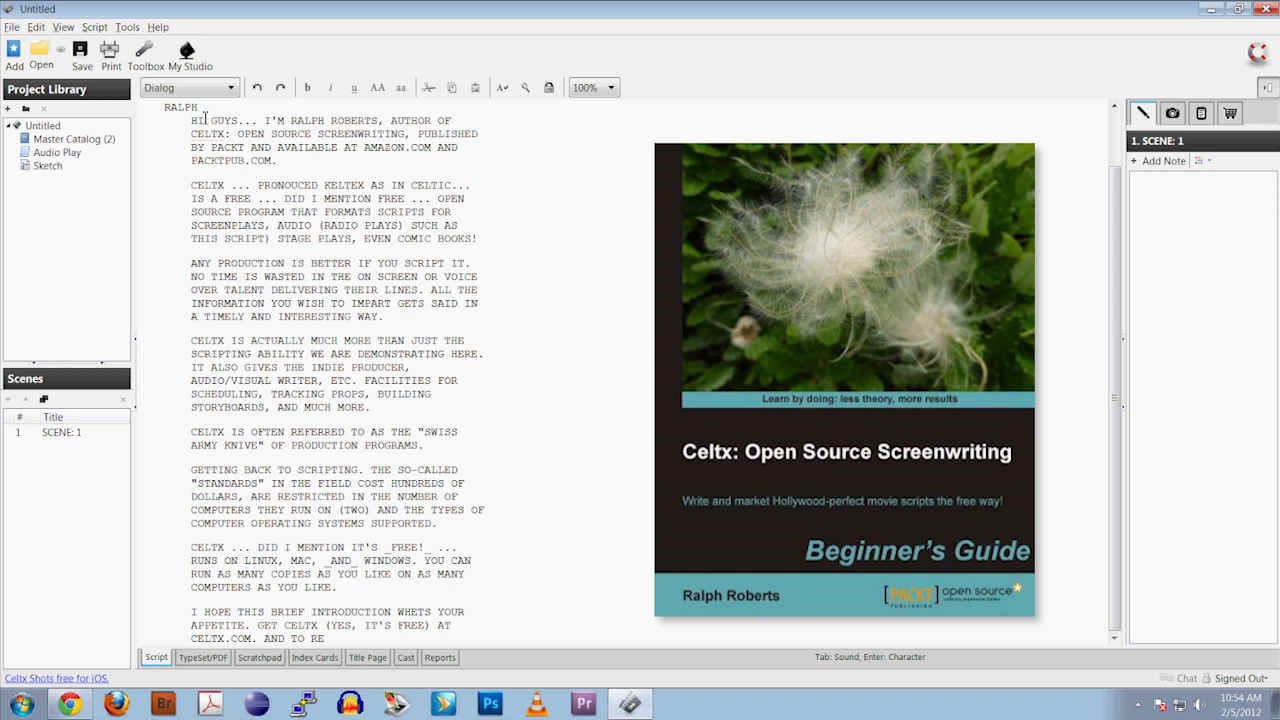 Untitled
File Edit View Script Tools Help
Add Open Save Print Toolbox My Studio
Project Library
Dialog b i u AA aa 100%
Untitled
Master Catalog (2)
Audio Play
Sketch
Scenes
# Title
1 SCENE: 1
RALPH
HI GUYS... I'M RALPH ROBERTS, AUTHOR OF
CELTX: OPEN SOURCE SCREENWRITING, PUBLISHED
BY PACKT AND AVAILABLE AT AMAZON.COM AND
PACKTPUB.COM.
CELTX ... PRONOUCED KELTEX AS IN CELTIC...
IS A FREE ... DID I MENTION FREE ... OPEN
SOURCE PROGRAM THAT FORMATS SCRIPTS FOR
SCREENPLAYS, AUDIO (RADIO PLAYS) SUCH AS
THIS SCRIPT) STAGE PLAYS, EVEN COMIC BOOKS!
ANY PRODUCTION IS BETTER IF YOU SCRIPT IT.
NO TIME IS WASTED IN THE ON SCREEN OR VOICE
OVER TALENT DELIVERING THEIR LINES. ALL THE
INFORMATION YOU WISH TO IMPART GETS SAID IN
A TIMELY AND INTERESTING WAY.
CELTX IS ACTUALLY MUCH MORE THAN JUST THE
SCRIPTING ABILITY WE ARE DEMONSTRATING HERE.
IT ALSO GIVES THE INDIE PRODUCER,
AUDIO/VISUAL WRITER, ETC. FACILITIES FOR
SCHEDULING, TRACKING PROPS, BUILDING
STORYBOARDS, AND MUCH MORE.
CELTX IS OFTEN REFERRED TO AS THE "SWISS
ARMY KNIVE" OF PRODUCTION PROGRAMS.
GETTING BACK TO SCRIPTING. THE SO-CALLED
"STANDARDS" IN THE FIELD COST HUNDREDS OF
DOLLARS, ARE RESTRICTED IN THE NUMBER OF
COMPUTERS THEY RUN ON (TWO) AND THE TYPES OF
COMPUTER OPERATING SYSTEMS SUPPORTED.
CELTX ... DID I MENTION IT'S _FREE!_ ...
RUNS ON LINUX, MAC, _AND_ WINDOWS. YOU CAN
RUN AS MANY COPIES AS YOU LIKE ON AS MANY
COMPUTERS AS YOU LIKE.
I HOPE THIS BRIEF INTRODUCTION WHETS YOUR
APPETITE. GET CELTX (YES, IT'S FREE) AT
CELTX.COM. AND TO RE
Learn by doing: less theory, more results
Celtx: Open Source Screenwriting
Write and market Hollywood-perfect movie scripts the free way!
Beginner's Guide
Ralph Roberts
[PACKT] open source
PUBLISHING
1. SCENE: 1
+ Add Note
Script TypeSet/PDF Scratchpad Index Cards Title Page Cast Reports
Tab: Sound, Enter: Character
Celtx Shots free for iOS.
Chat Signed Out
Br Ps Pr
10:54 AM
2/5/2012